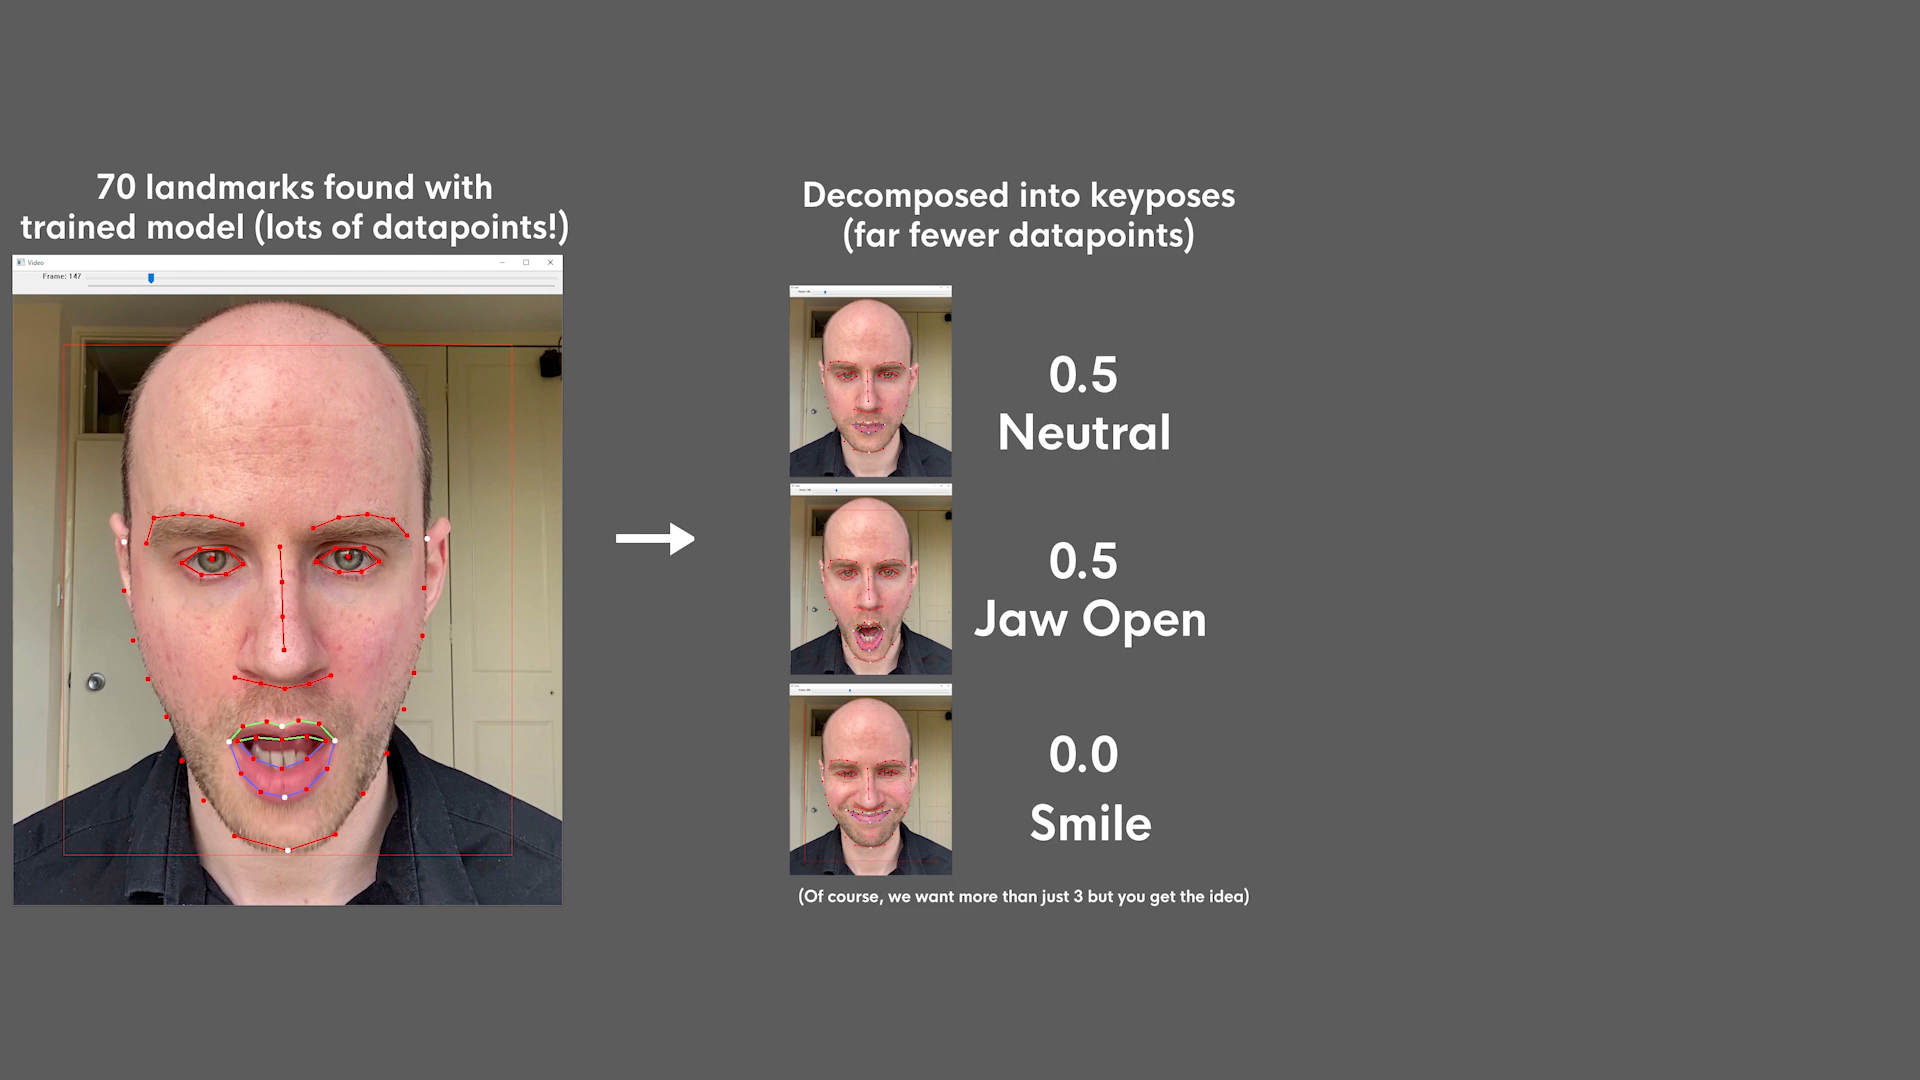 70 landmarks found with
trained model (lots of datapoints!)
Video
Frame: 147
Decomposed into keyposes
(far fewer datapoints)
0.5
Neutral
0.5
Jaw Open
0.0
Smile
(Of course, we want more than just 3 but you get the idea)